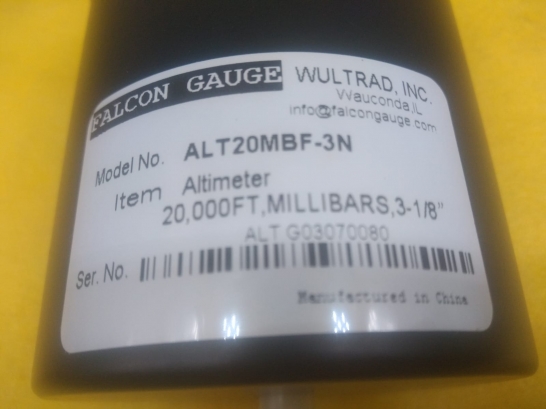 FALCON GAUGE WULTRAD, INC.
Wauconda,IL
info@falcongauge.com
Model No. ALT20MBF-3N
Item Altimeter
20,000FT,MILLIBARS,3-1/8"
ALT G03070080
Ser. No.
Manufactured in China